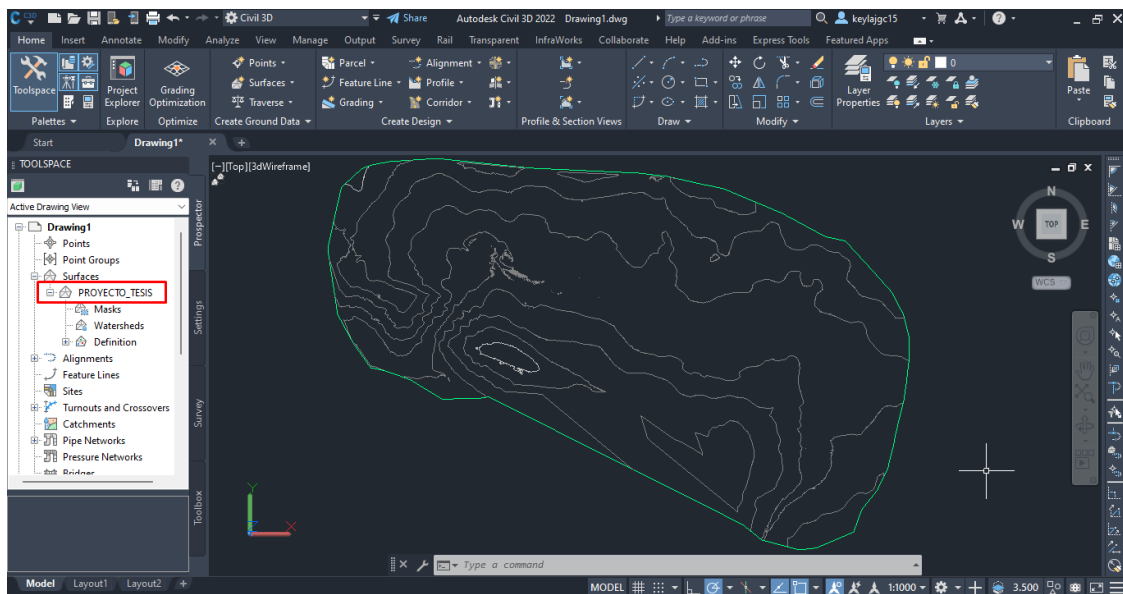 Civil 3D Share Autodesk Civil 3D 2022 Drawing1.dwg Type a keyword or phrase keylajgc15
Home Insert Annotate Modify Analyze View Manage Output Survey Rail Transparent InfraWorks Collaborate Help Add-ins Express Tools Featured Apps
Points Parcel Alignment
Surfaces Feature Line Profile
Traverse Grading Corridor
Toolspace
Project Explorer
Grading Optimization
Layer Properties
0
Paste
Palettes Explore Optimize Create Ground Data Create Design Profile & Section Views Draw Modify Layers Clipboard
Start Drawing1*
TOOLSPACE
[−][Top][3dWireframe]
Active Drawing View
Drawing1
Points
Point Groups
Surfaces
PROYECTO_TESIS
Masks
Watersheds
Definition
Alignments
Feature Lines
Sites
Turnouts and Crossovers
Catchments
Pipe Networks
Pressure Networks
Bridges
Prospector
Settings
Survey
Toolbox
N
W TOP E
S
WCS
Y
X
Type a command
Model Layout1 Layout2 +
MODEL 1:1000 3.500